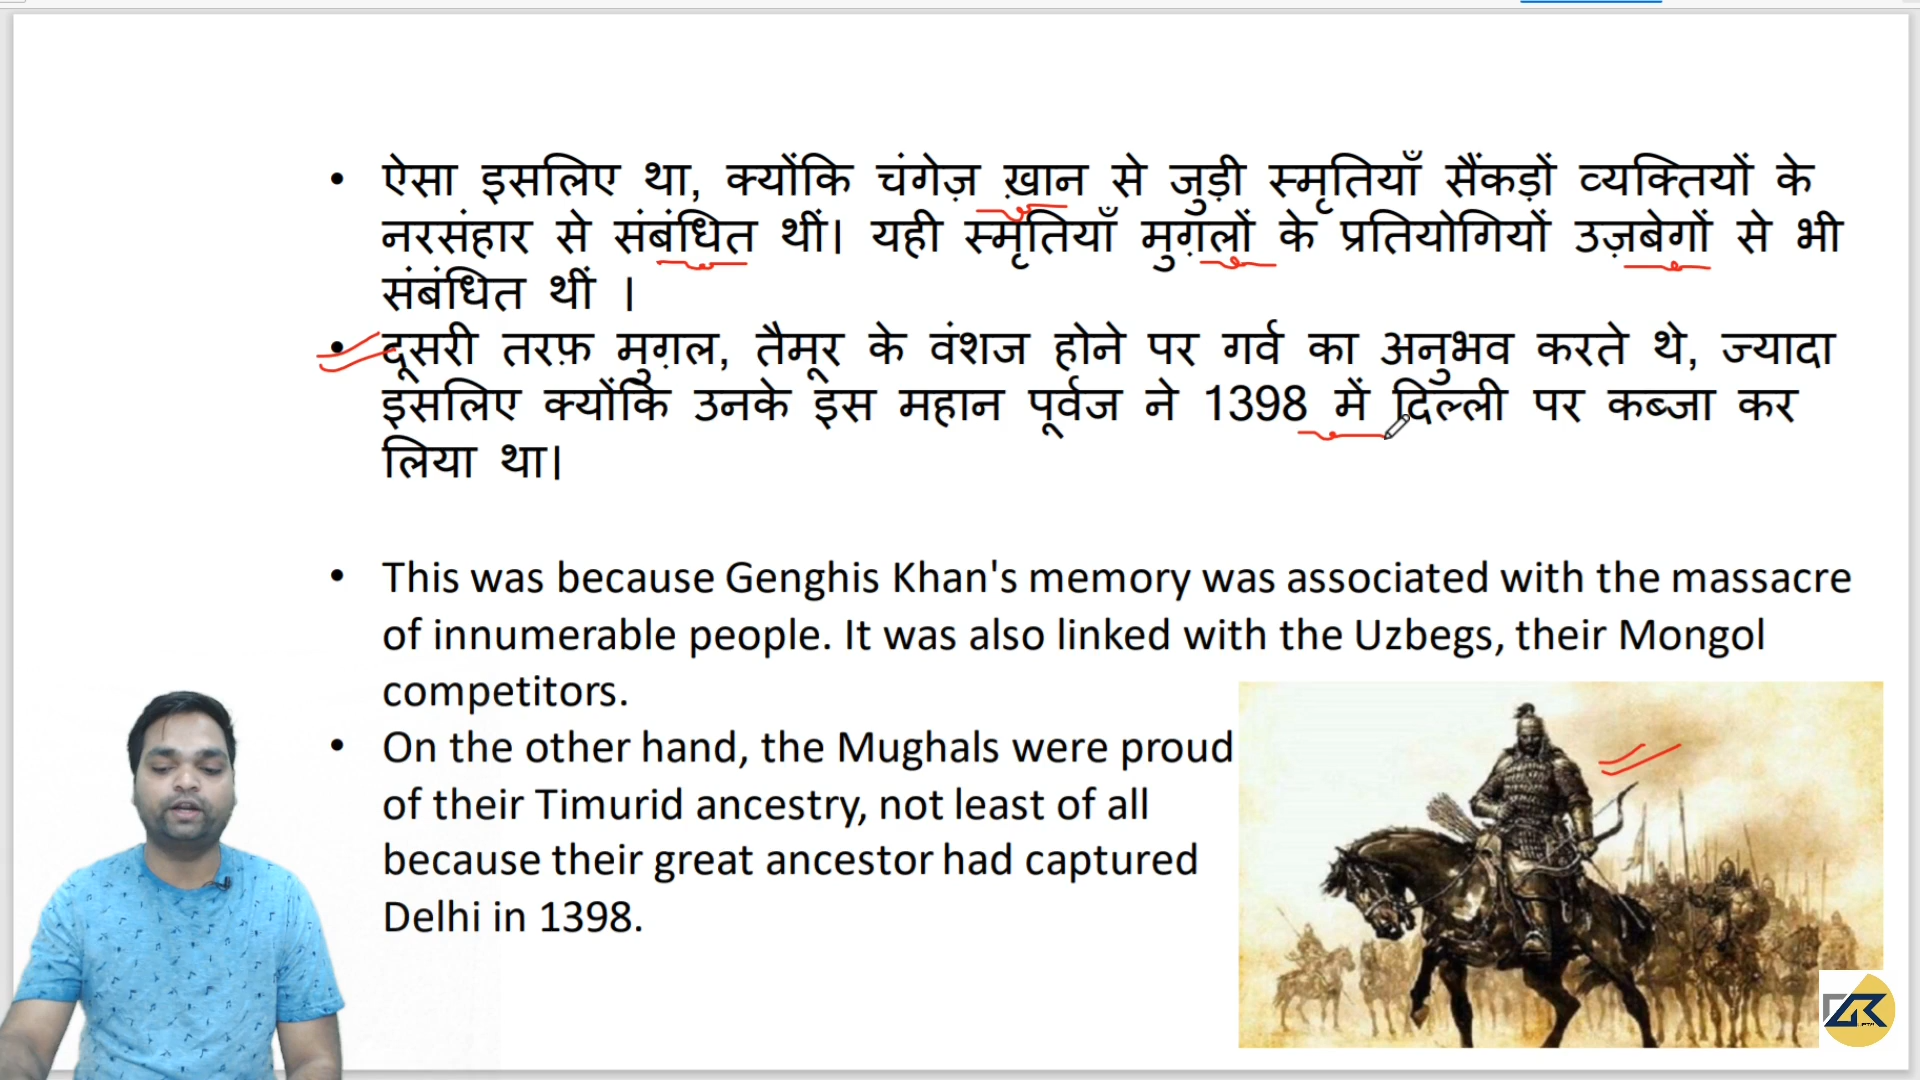 ऐसा इसलिए था, क्योंकि चंगेज़ ख़ान से जुड़ी स्मृतियाँ सैंकड़ों व्यक्तियों के
नरसंहार से संबंधित थीं। यही स्मृतियाँ मुग़लों के प्रतियोगियों उज़बेगों से भी
संबंधित थीं ।
दूसरी तरफ़ मुग़ल, तैमूर के वंशज होने पर गर्व का अनुभव करते थे, ज्यादा
इसलिए क्योंकि उनके इस महान पूर्वज ने 1398 में दिल्ली पर कब्जा कर
लिया था।
This was because Genghis Khan's memory was associated with the massacre
of innumerable people. It was also linked with the Uzbegs, their Mongol
competitors.
On the other hand, the Mughals were proud
of their Timurid ancestry, not least of all
because their great ancestor had captured
Delhi in 1398.